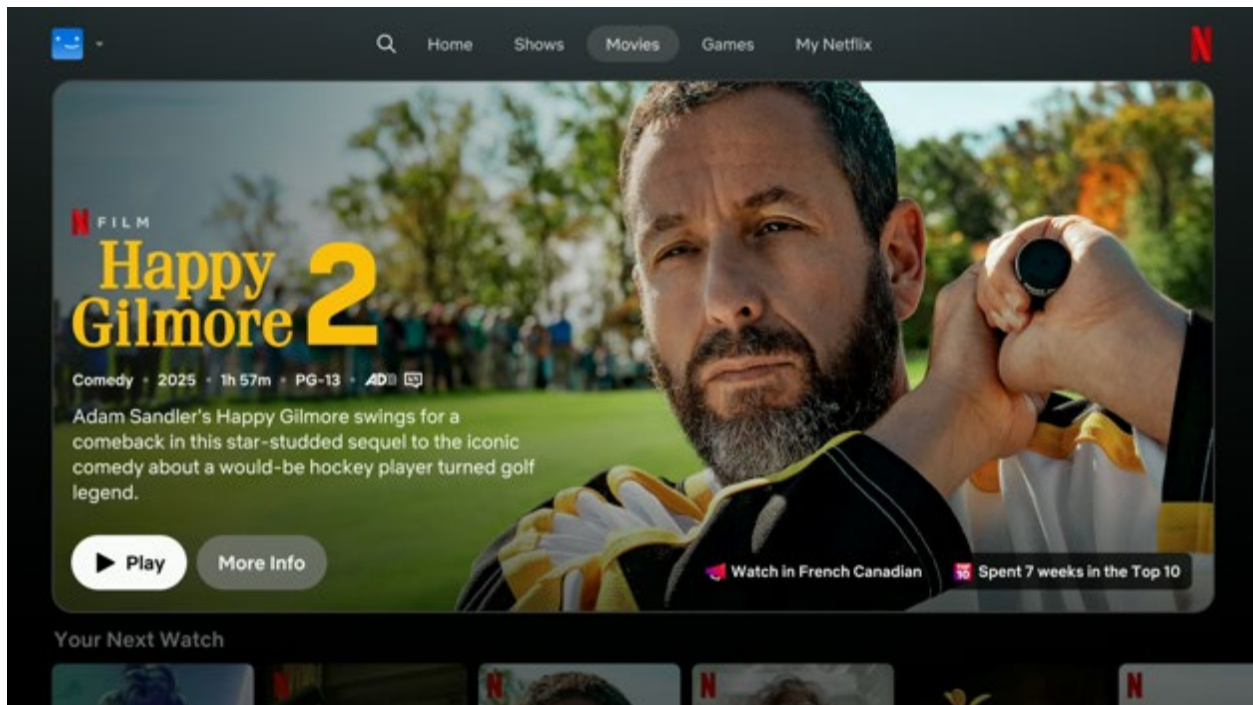 Home Shows Movies Games My Netflix
N
N FILM
Happy
Gilmore 2
Comedy • 2025 • 1h 57m • PG-13 • AD
Adam Sandler's Happy Gilmore swings for a
comeback in this star-studded sequel to the iconic
comedy about a would-be hockey player turned golf
legend.
Play More Info
Watch in French Canadian TOP 10 Spent 7 weeks in the Top 10
Your Next Watch
N N N N